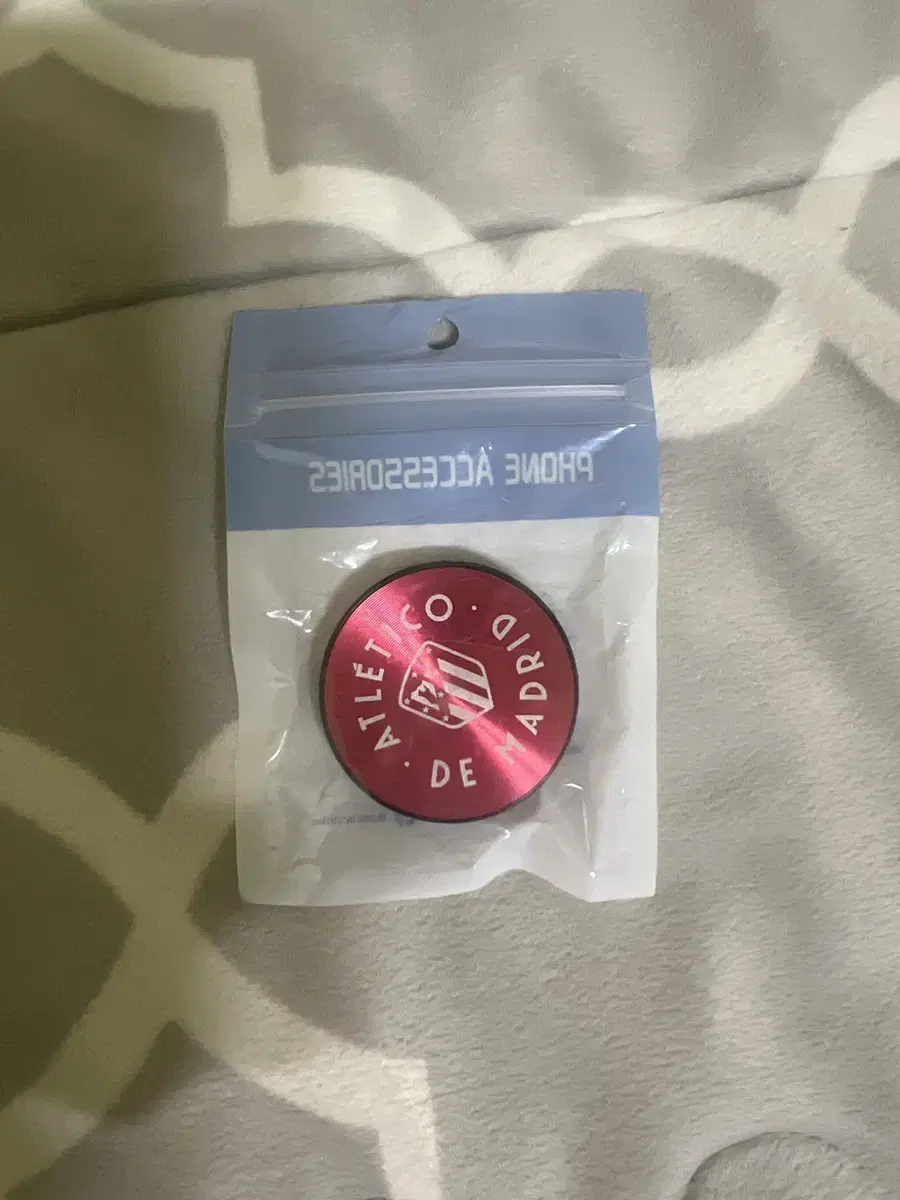 PHONE ACCESSORIES
ATLÉTICO · DE MADRID ·